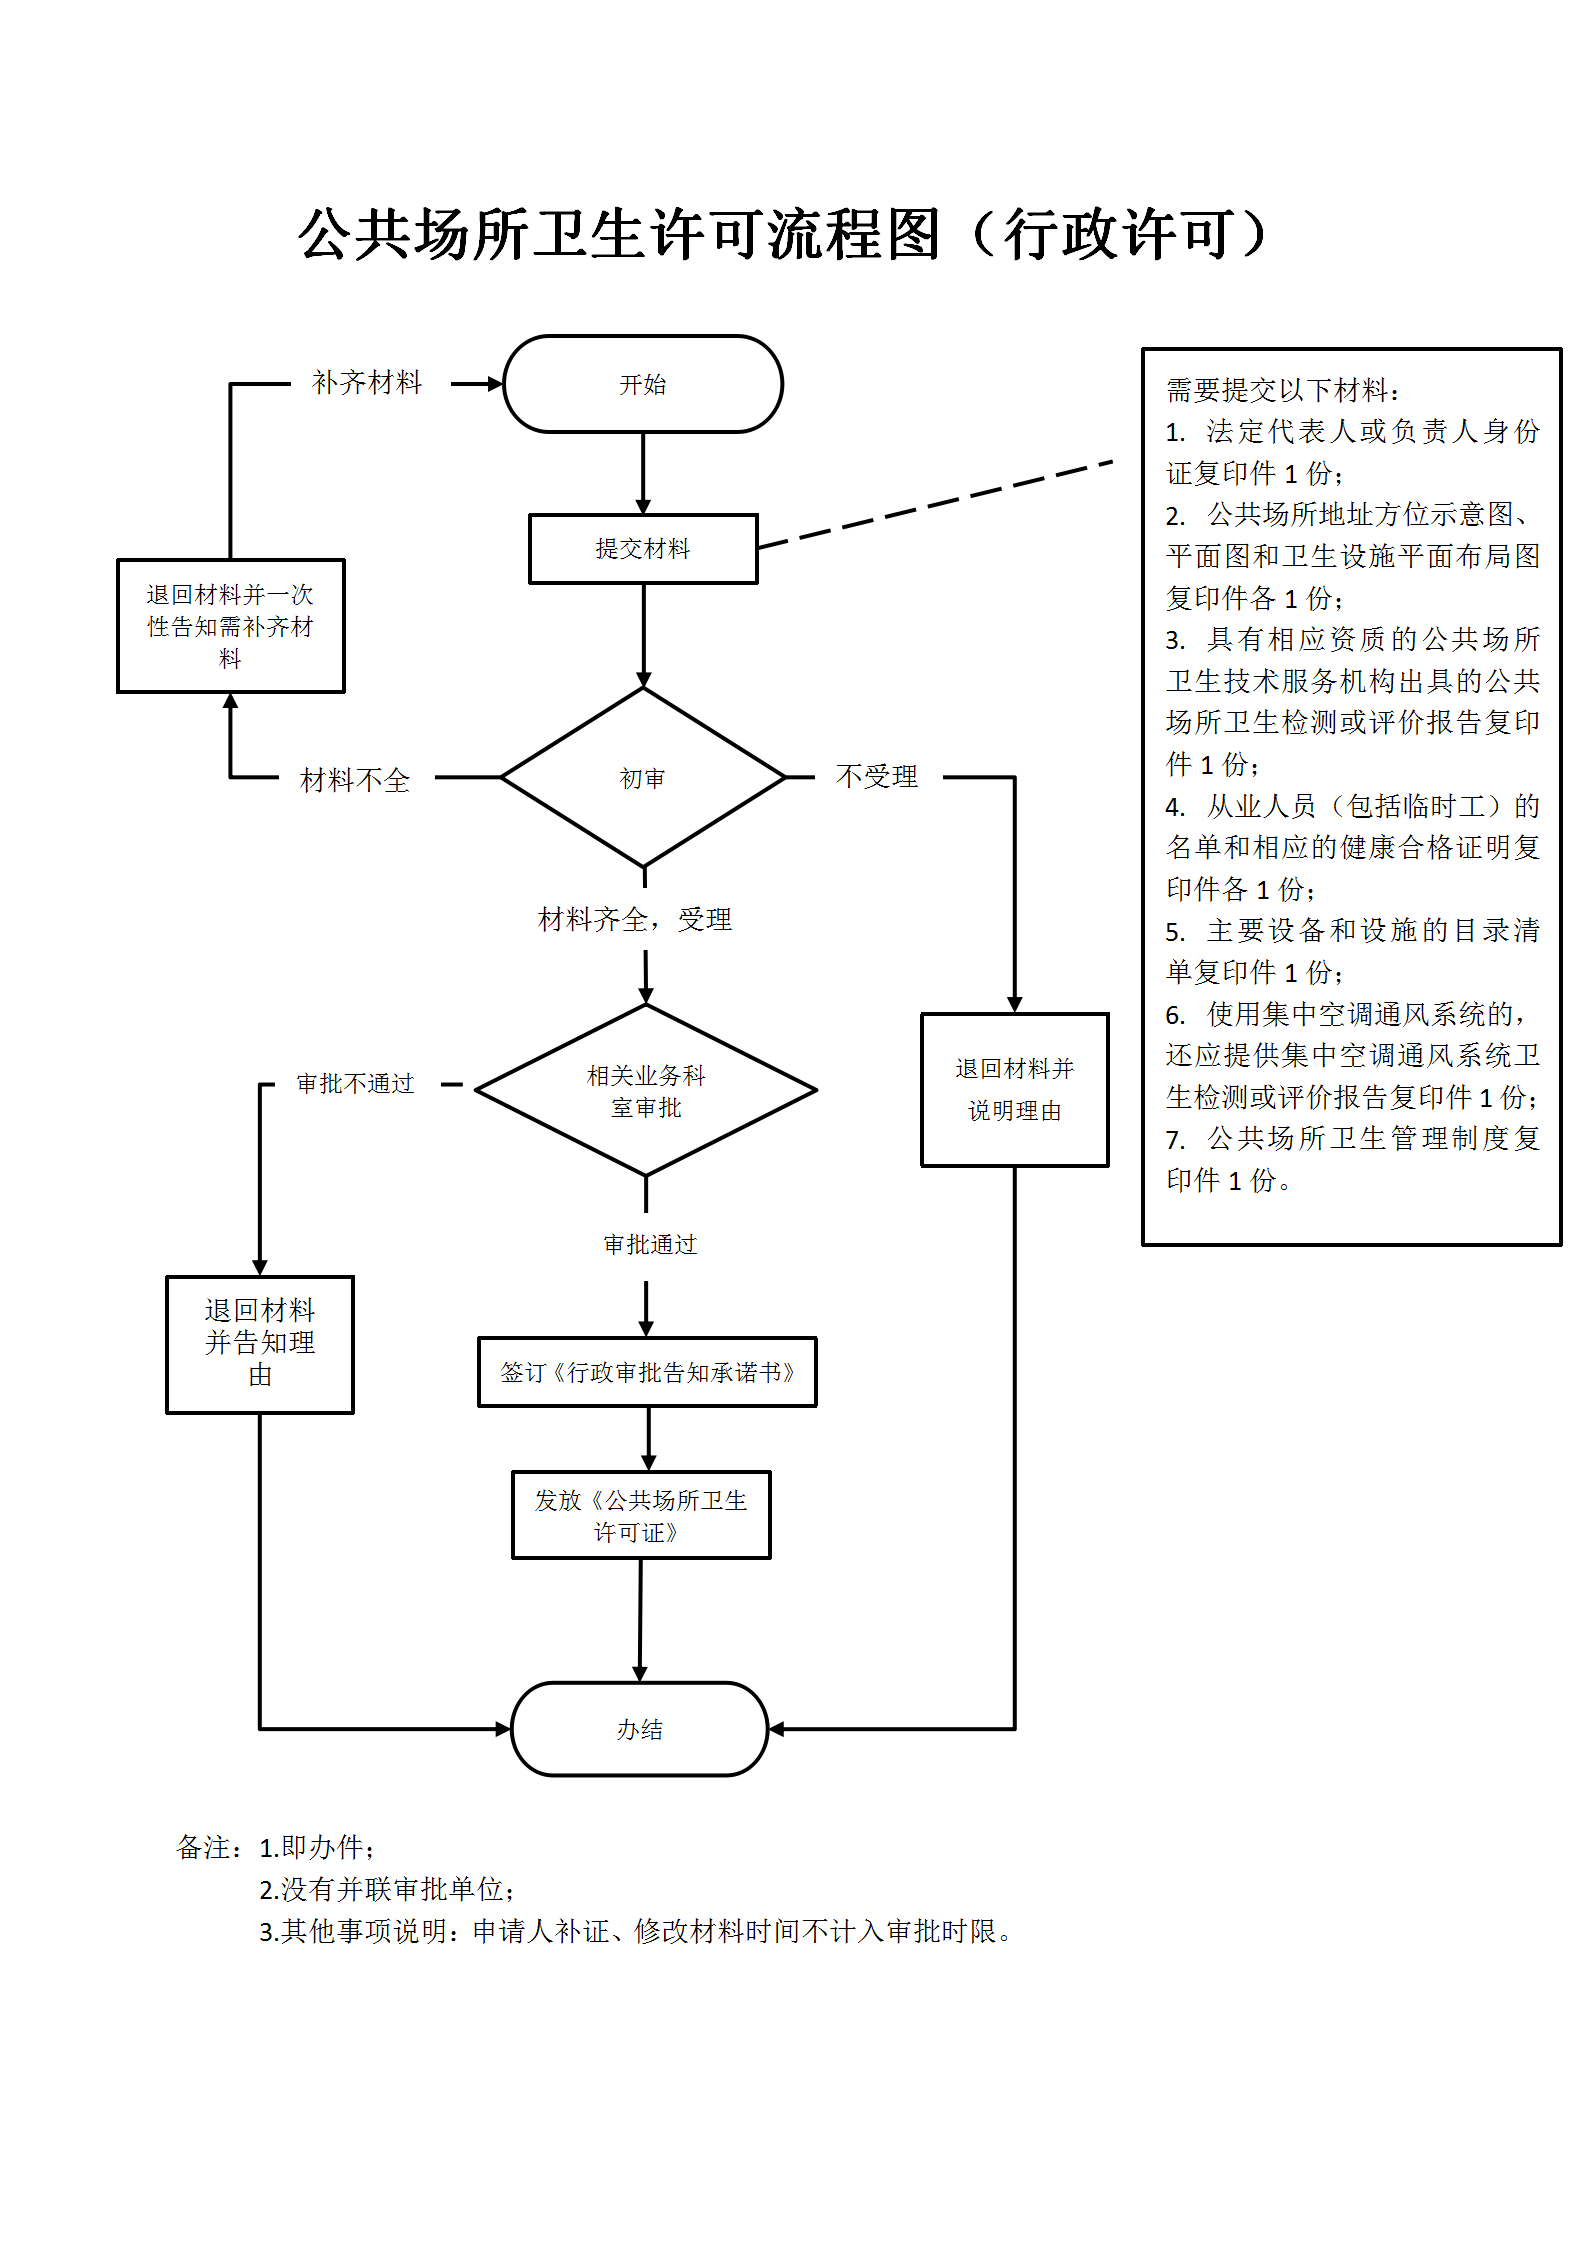 公共场所卫生许可流程图（行政许可）
补齐材料
开始
提交材料
退回材料并一次
性告知需补齐材
料
材料不全
初审
不受理
材料齐全，受理
审批不通过
相关业务科
室审批
退回材料并
说明理由
审批通过
退回材料
并告知理
由
签订《行政审批告知承诺书》
发放《公共场所卫生
许可证》
办结
需要提交以下材料：
1. 法定代表人或负责人身份
证复印件 1 份；
2. 公共场所地址方位示意图、
平面图和卫生设施平面布局图
复印件各 1 份；
3. 具有相应资质的公共场所
卫生技术服务机构出具的公共
场所卫生检测或评价报告复印
件 1 份；
4. 从业人员（包括临时工）的
名单和相应的健康合格证明复
印件各 1 份；
5. 主要设备和设施的目录清
单复印件 1 份；
6. 使用集中空调通风系统的，
还应提供集中空调通风系统卫
生检测或评价报告复印件 1 份；
7. 公共场所卫生管理制度复
印件 1 份。
备注：1.即办件；
2.没有并联审批单位；
3.其他事项说明：申请人补证、修改材料时间不计入审批时限。